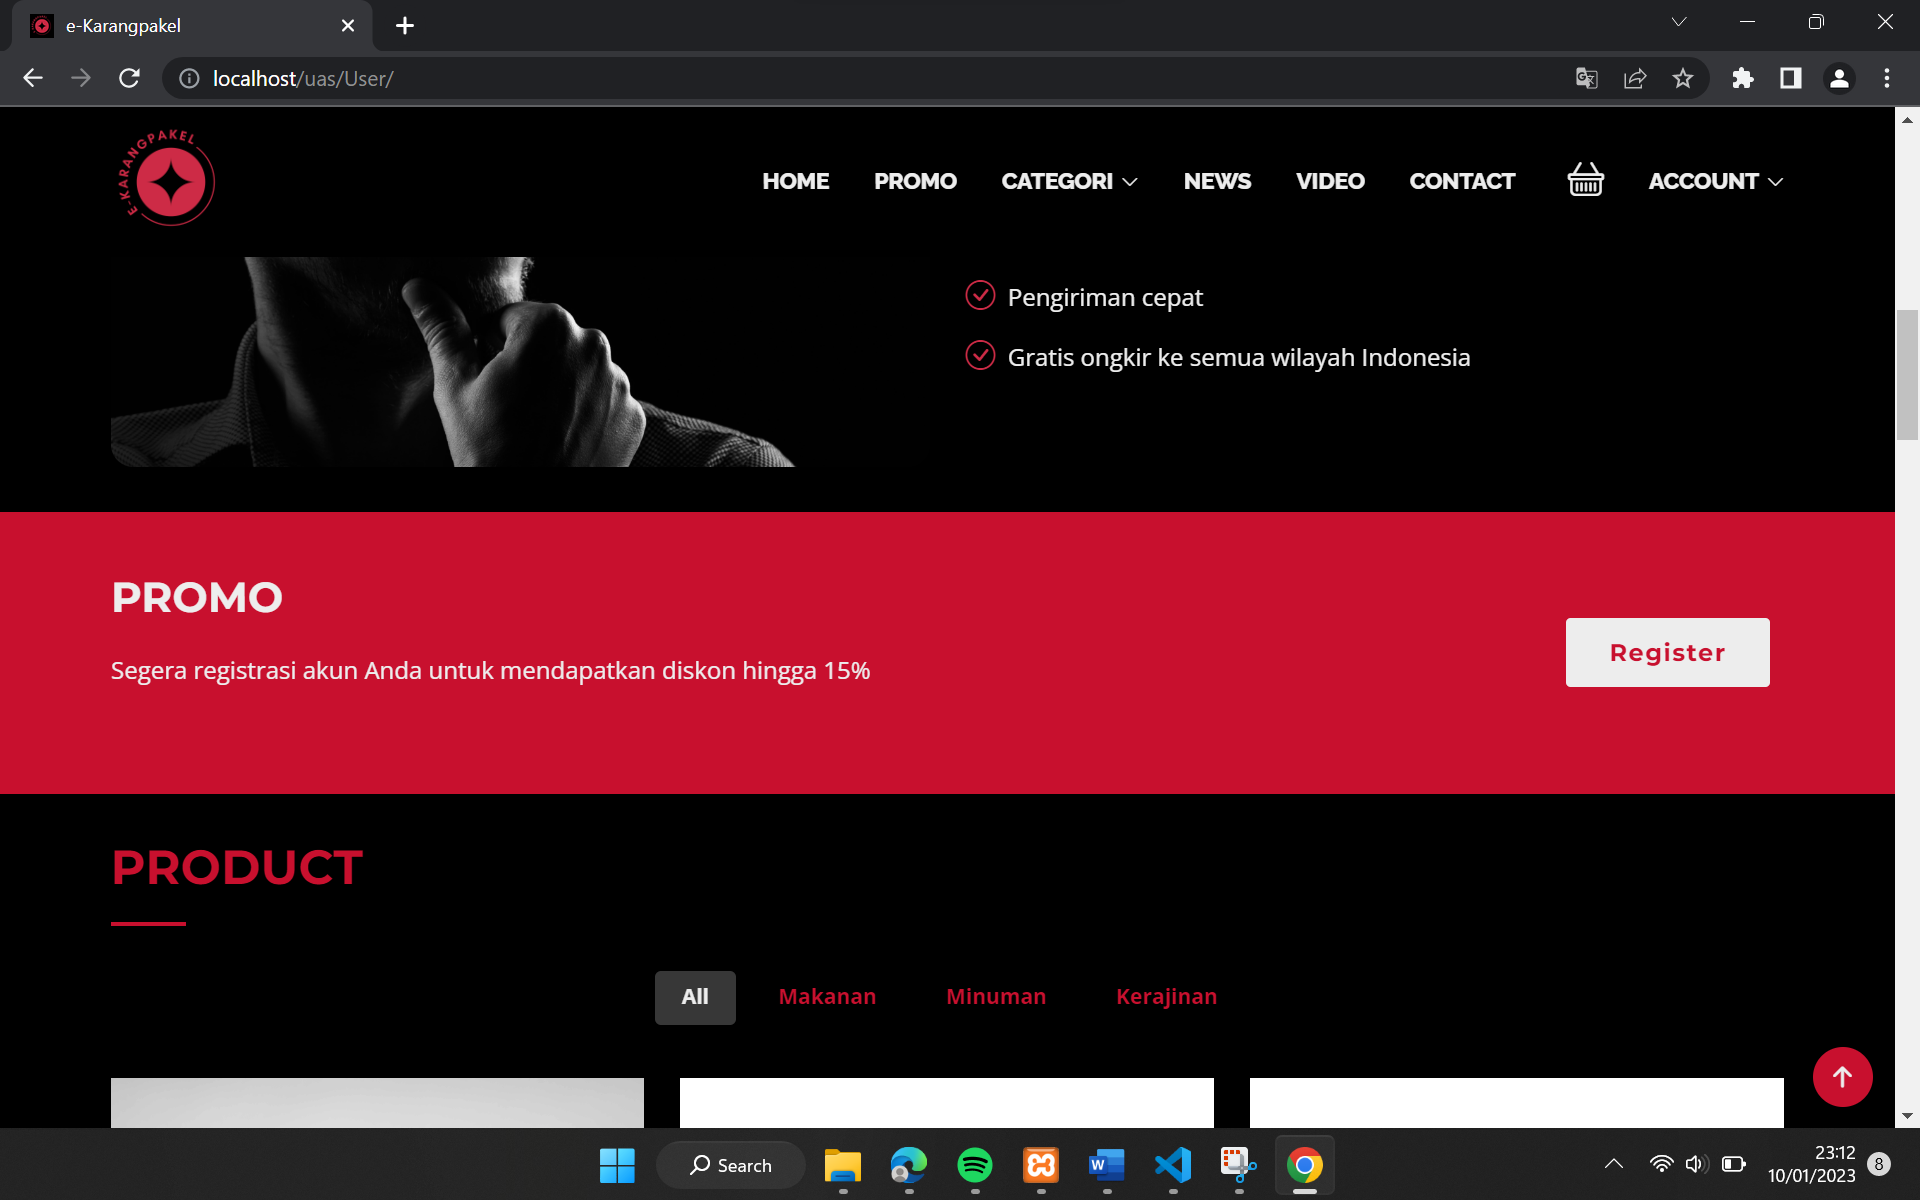 e-Karangpakel
localhost/uas/User/
E-KARANGPAKEL
HOME PROMO CATEGORI NEWS VIDEO CONTACT ACCOUNT
Pengiriman cepat
Gratis ongkir ke semua wilayah Indonesia
PROMO
Segera registrasi akun Anda untuk mendapatkan diskon hingga 15%
Register
PRODUCT
All Makanan Minuman Kerajinan
Search
23:12
10/01/2023
8